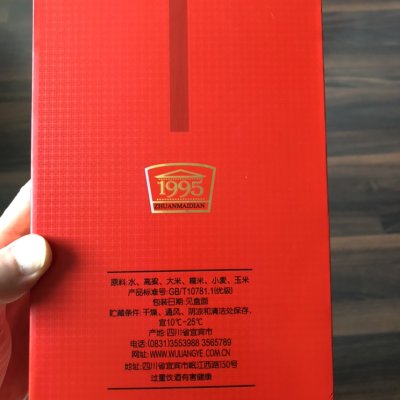 1995
ZHUANMAIDIAN
原料:水、高粱、大米、糯米、小麦、玉米
产品标准号:GB/T10781.1(优级)
包装日期:见盒面
贮藏条件:干燥、通风、阴凉和清洁处保存,
宜10℃~25℃
产地:四川省宜宾市
电话:(0831)3553988 3565789
网址:WWW.WULIANGYE.COM.CN
地址:四川省宜宾市岷江西路150号
过量饮酒有害健康